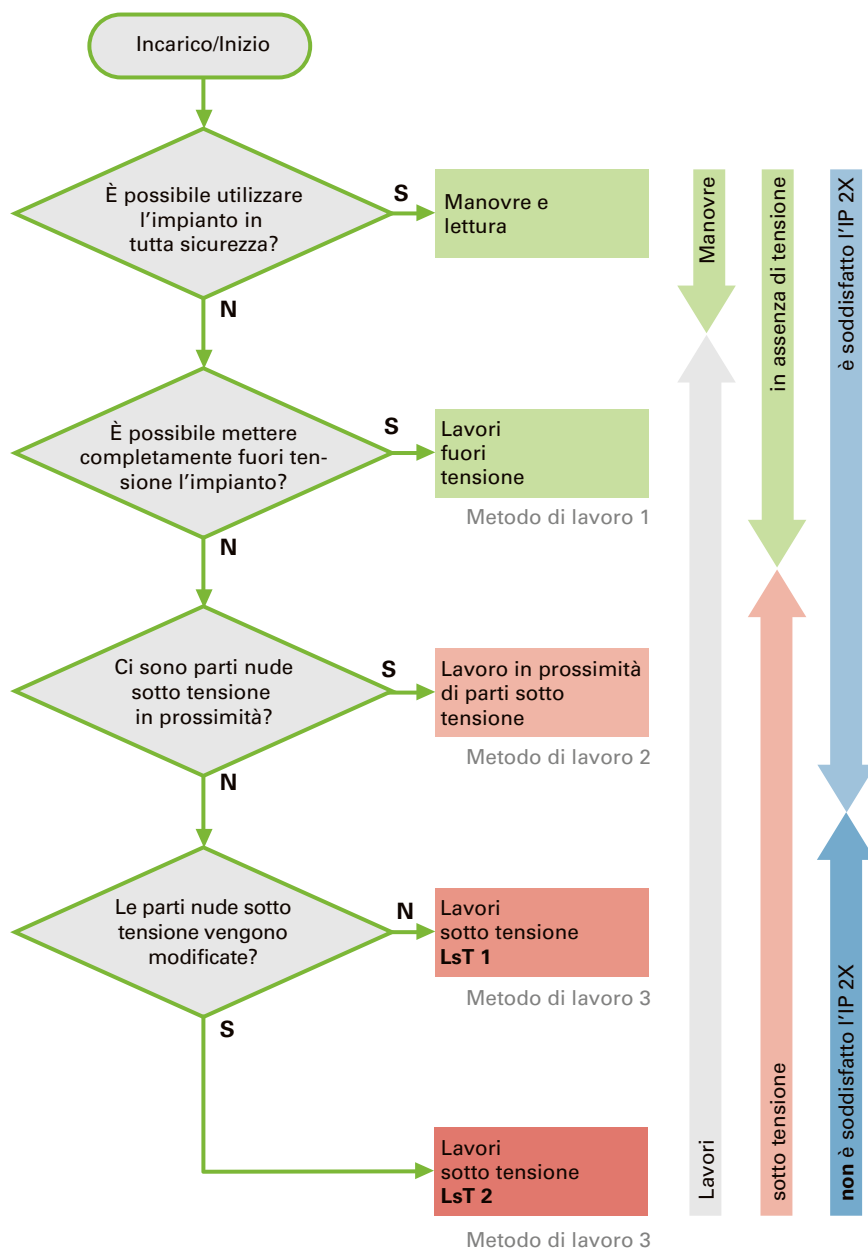 Incarico/Inizio
È possibile utilizzare
l'impianto in
tutta sicurezza?
S
Manovre e
lettura
N
È possibile mettere
completamente fuori ten-
sione l'impianto?
S
Lavori
fuori
tensione
Metodo di lavoro 1
N
Ci sono parti nude
sotto tensione
in prossimità?
S
Lavoro in prossimità
di parti sotto
tensione
Metodo di lavoro 2
N
Le parti nude sotto
tensione vengono
modificate?
N
Lavori
sotto tensione
LsT 1
Metodo di lavoro 3
S
Lavori
sotto tensione
LsT 2
Metodo di lavoro 3
Manovre
Lavori
in assenza di tensione
sotto tensione
è soddisfatto l'IP 2X
non è soddisfatto l'IP 2X